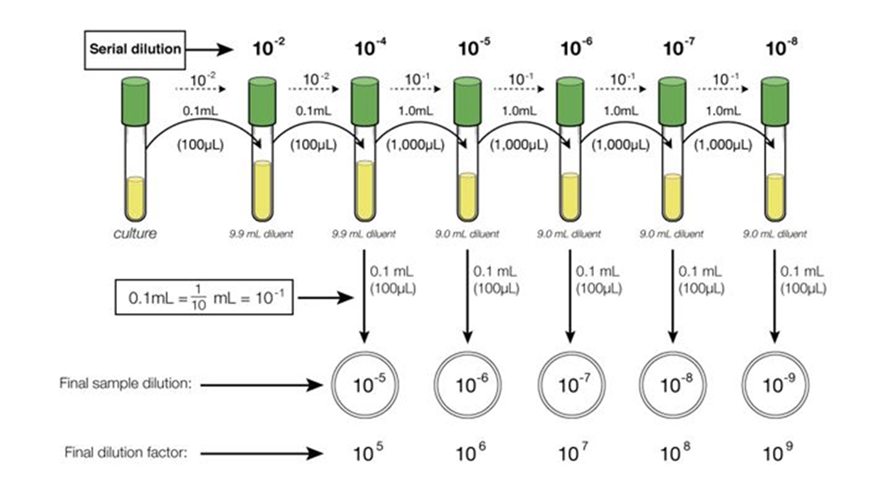 Serial dilution 10⁻² 10⁻⁴ 10⁻⁵ 10⁻⁶ 10⁻⁷ 10⁻⁸
10⁻² 10⁻² 10⁻¹ 10⁻¹ 10⁻¹ 10⁻¹
0.1mL 0.1mL 1.0mL 1.0mL 1.0mL 1.0mL
(100µL) (100µL) (1,000µL) (1,000µL) (1,000µL) (1,000µL)
culture 9.9 mL diluent 9.9 mL diluent 9.0 mL diluent 9.0 mL diluent 9.0 mL diluent 9.0 mL diluent
0.1 mL 0.1 mL 0.1 mL 0.1 mL 0.1 mL
(100µL) (100µL) (100µL) (100µL) (100µL)
0.1mL = 1/10 mL = 10⁻¹
Final sample dilution: 10⁻⁵ 10⁻⁶ 10⁻⁷ 10⁻⁸ 10⁻⁹
Final dilution factor: 10⁵ 10⁶ 10⁷ 10⁸ 10⁹